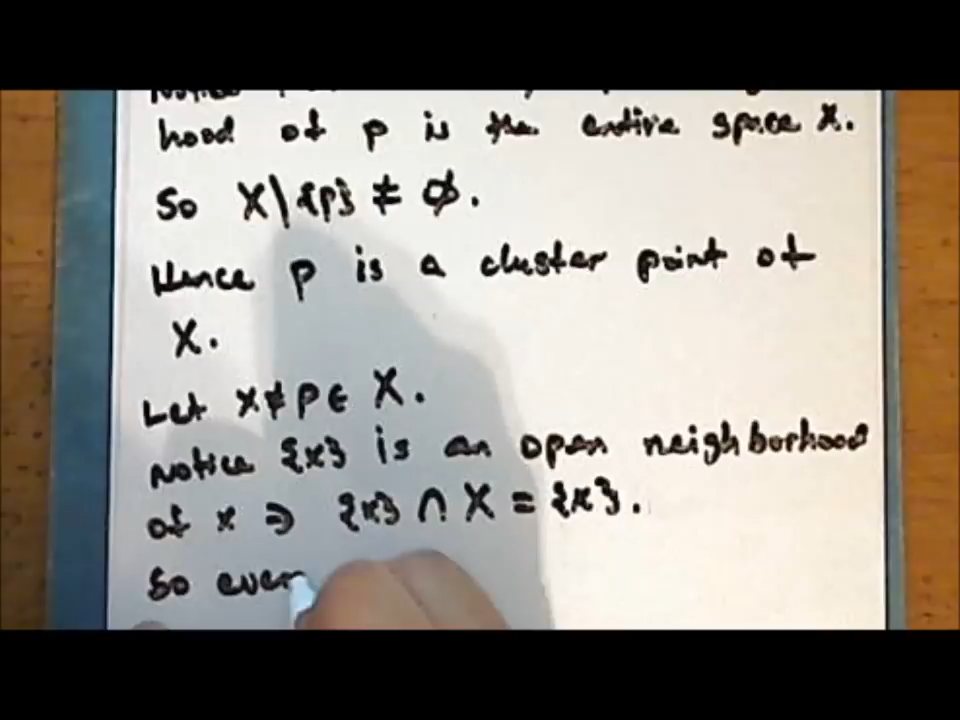 hood of p is the entire space X.
So X\{p} ≠ ∅.
Hence p is a cluster point of
X.
Let x≠p∈ X.
Notice {x} is an open neighborhood
of x ⇒ {x} ∩ X = {x}.
So ever